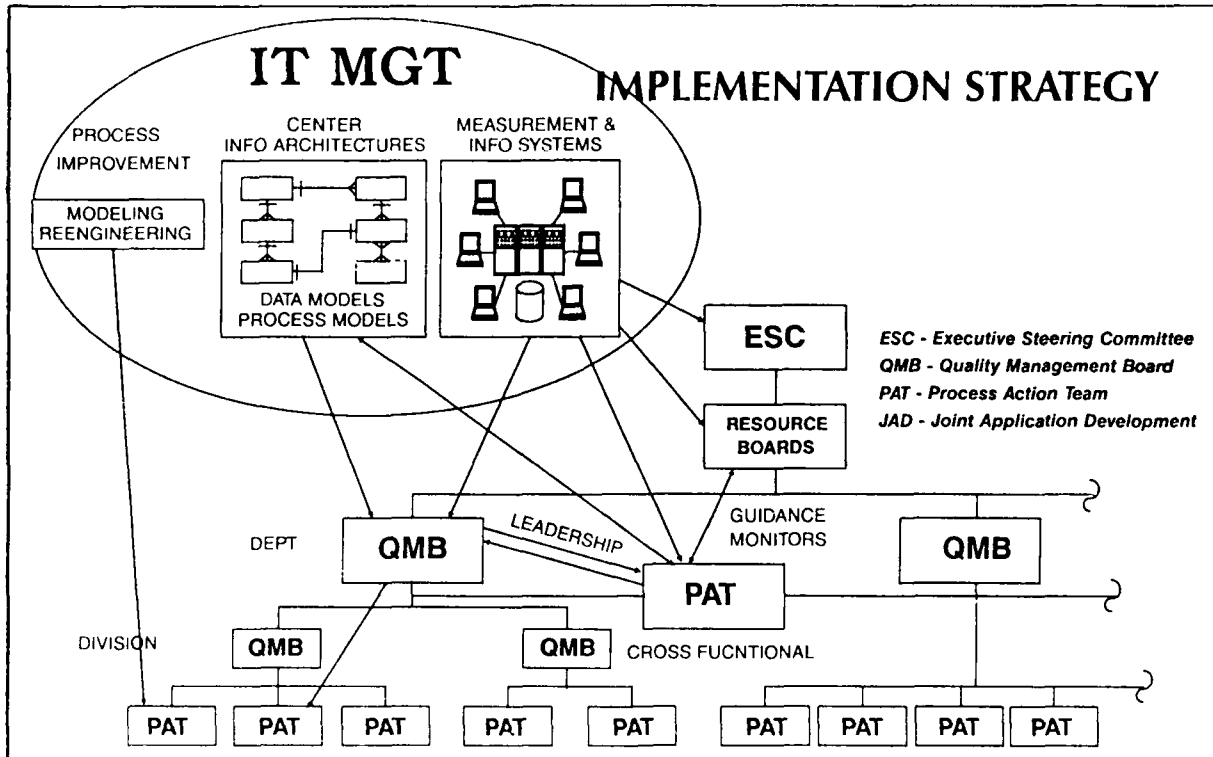 IT MGT
IMPLEMENTATION STRATEGY
PROCESS
IMPROVEMENT
CENTER
INFO ARCHITECTURES
MEASUREMENT &
INFO SYSTEMS
MODELING
REENGINEERING
DATA MODELS
PROCESS MODELS
ESC
ESC - Executive Steering Committee
QMB - Quality Management Board
PAT - Process Action Team
JAD - Joint Application Development
RESOURCE
BOARDS
DEPT
QMB
LEADERSHIP
GUIDANCE
MONITORS
QMB
PAT
DIVISION
QMB
QMB
CROSS FUCNTIONAL
PAT
PAT
PAT
PAT
PAT
PAT
PAT
PAT
PAT